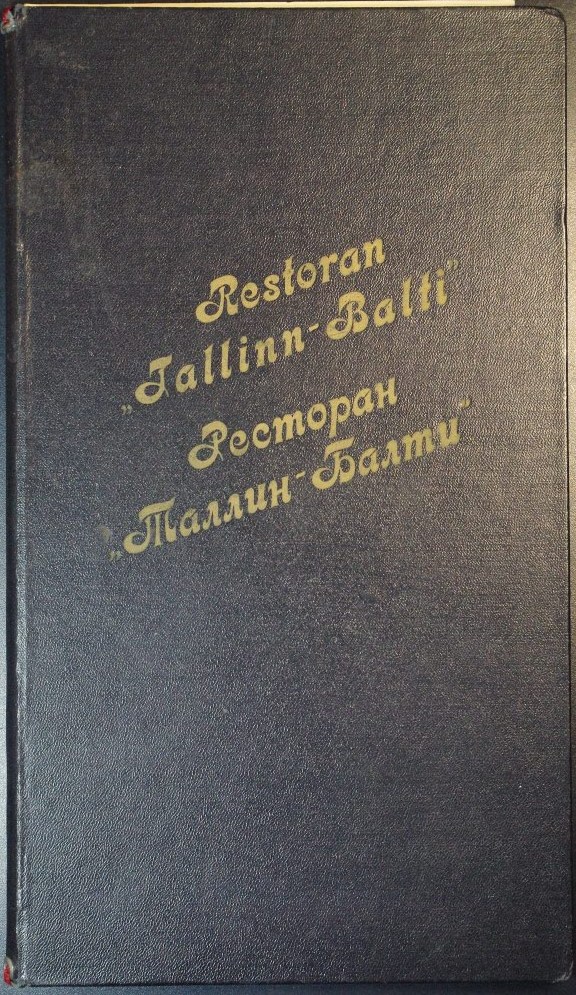 Restoran
„Tallinn-Balti”
Ресторан
„Таллин-Балти”